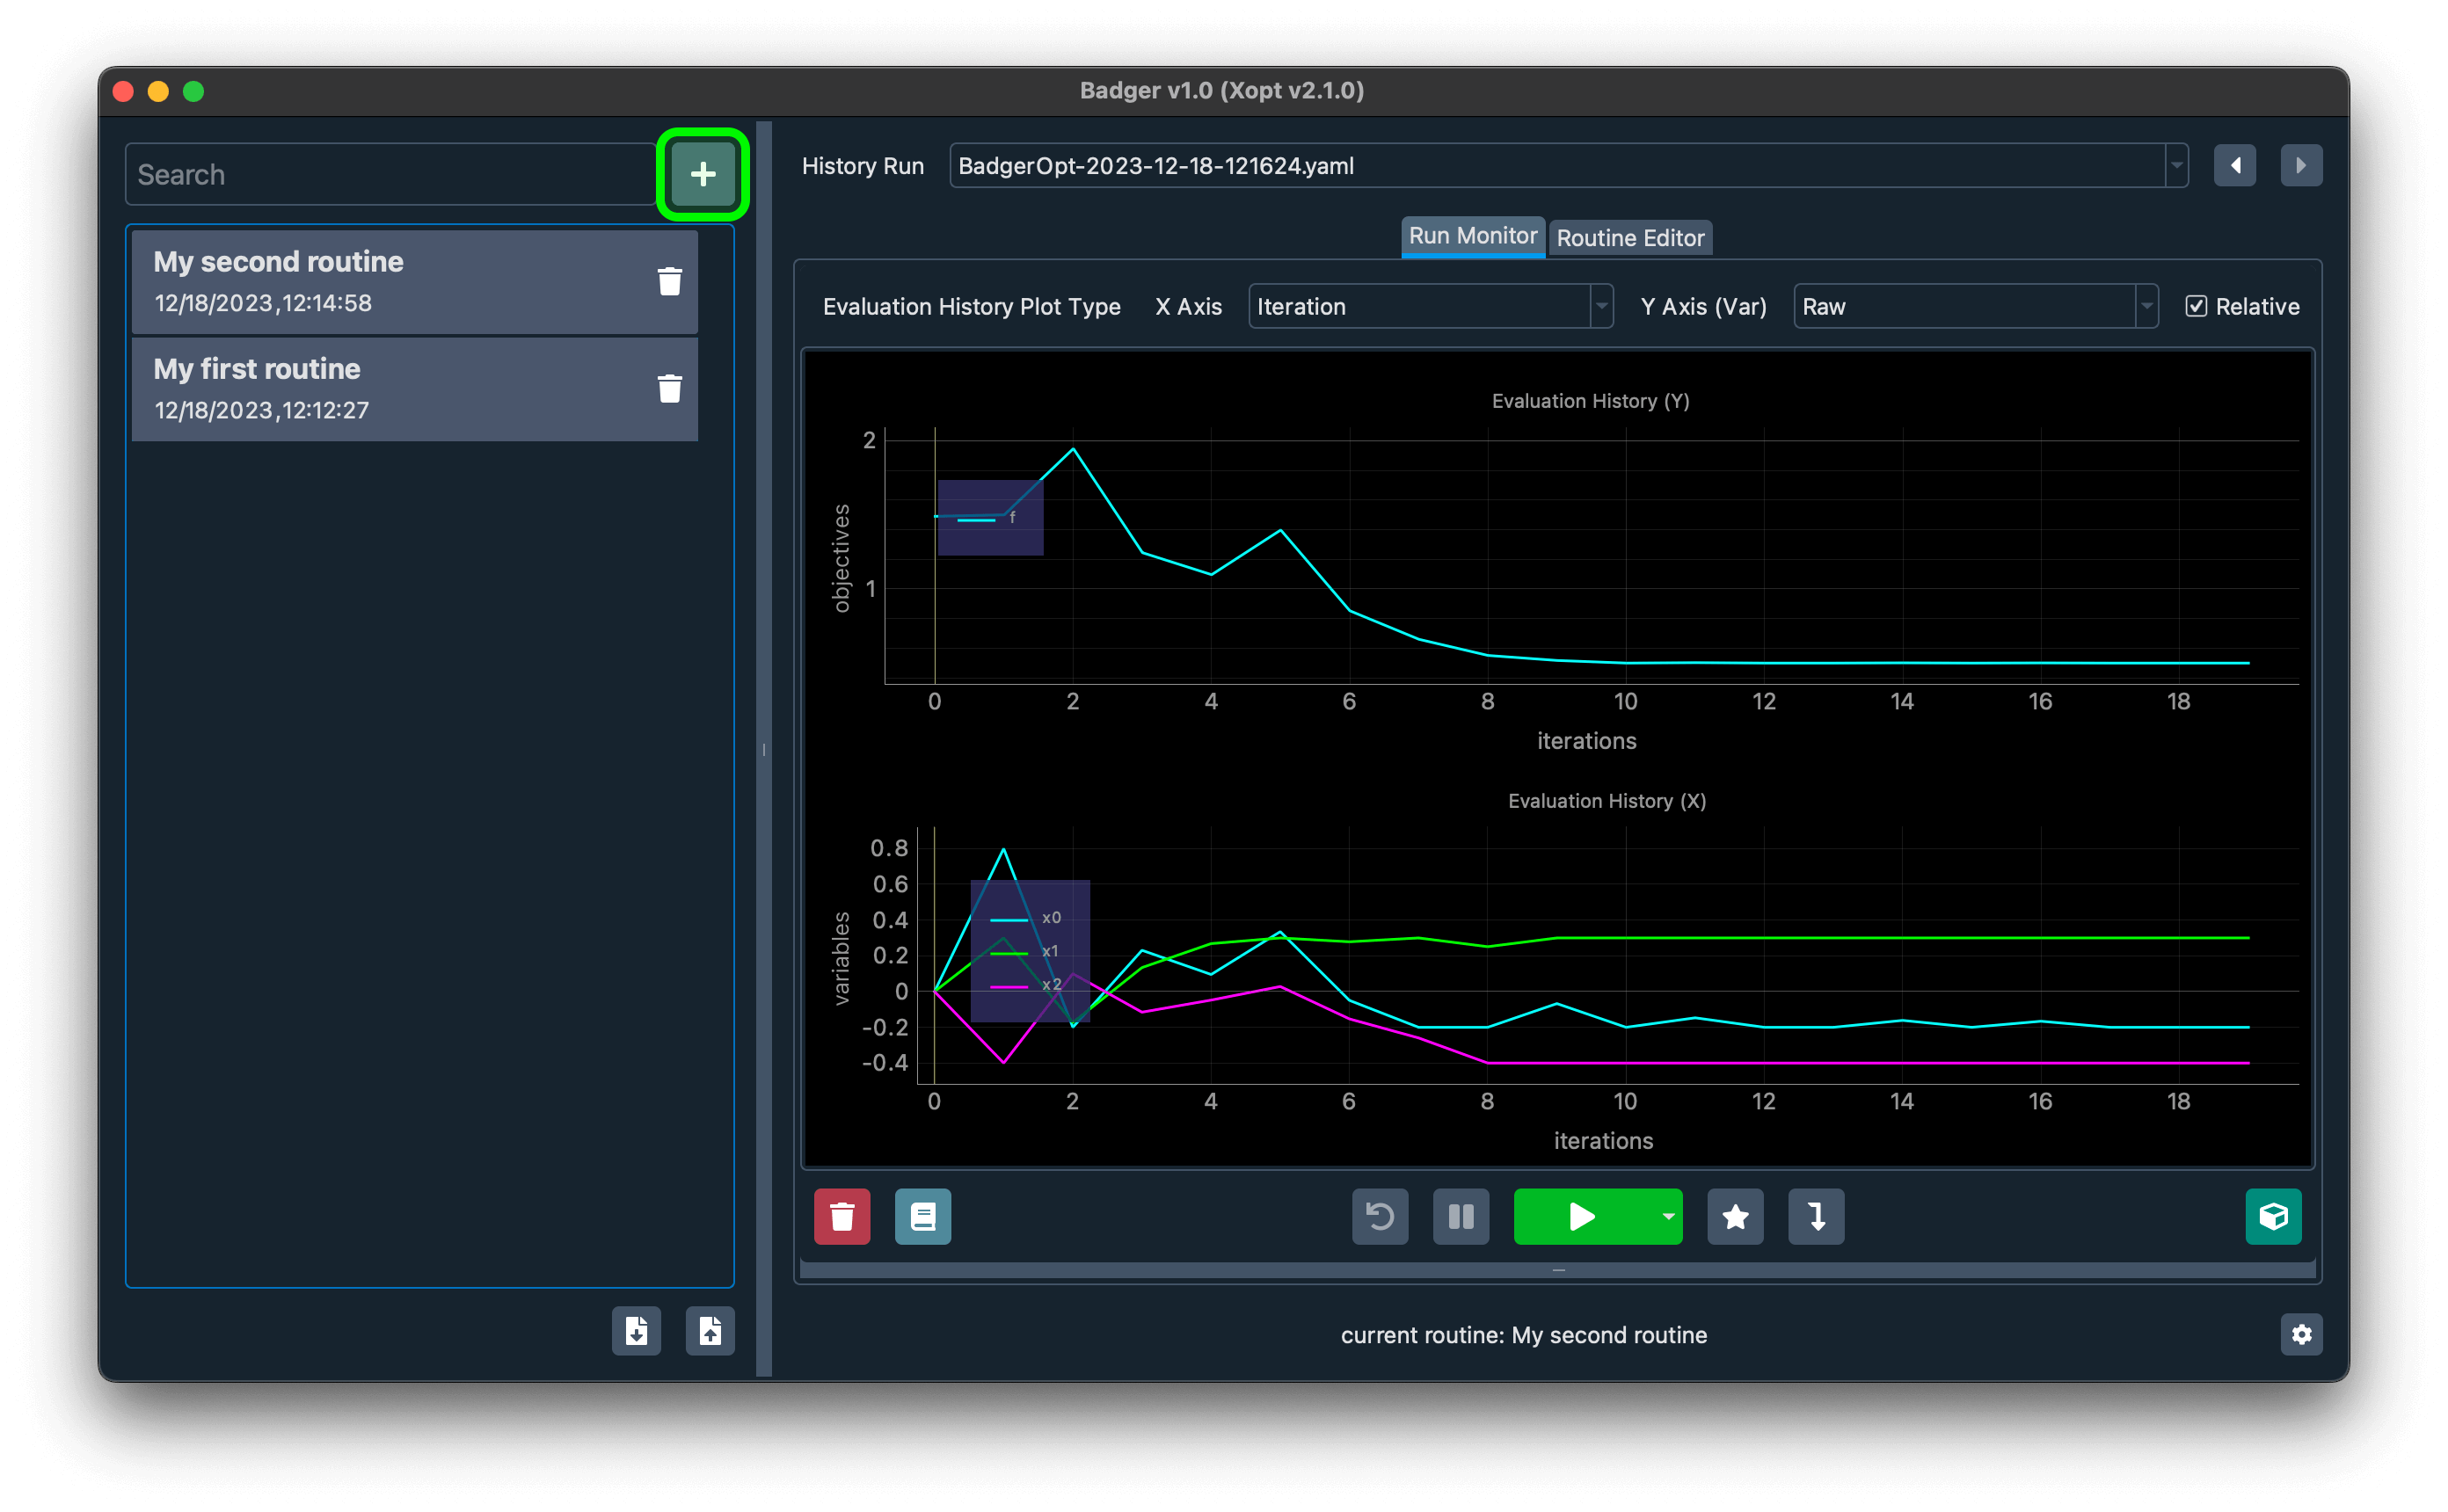 Badger v1.0 (Xopt v2.1.0)
Search
My second routine
12/18/2023,12:14:58
My first routine
12/18/2023,12:12:27
History Run
BadgerOpt-2023-12-18-121624.yaml
Run Monitor
Routine Editor
Evaluation History Plot Type
X Axis
Iteration
Y Axis (Var)
Raw
Relative
Evaluation History (Y)
2
1
objectives
f
0 2 4 6 8 10 12 14 16 18
iterations
Evaluation History (X)
0.8
0.6
0.4
0.2
0
-0.2
-0.4
variables
x0
x1
x2
0 2 4 6 8 10 12 14 16 18
iterations
current routine: My second routine